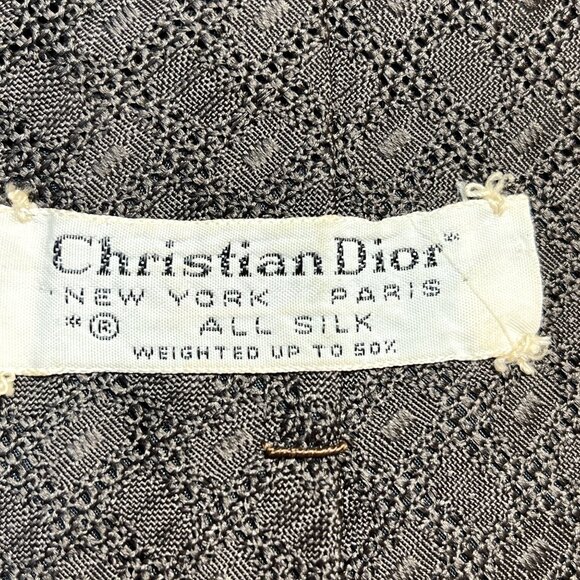 Christian Dior*
NEW YORK PARIS
*® ALL SILK
WEIGHTED UP TO 50%